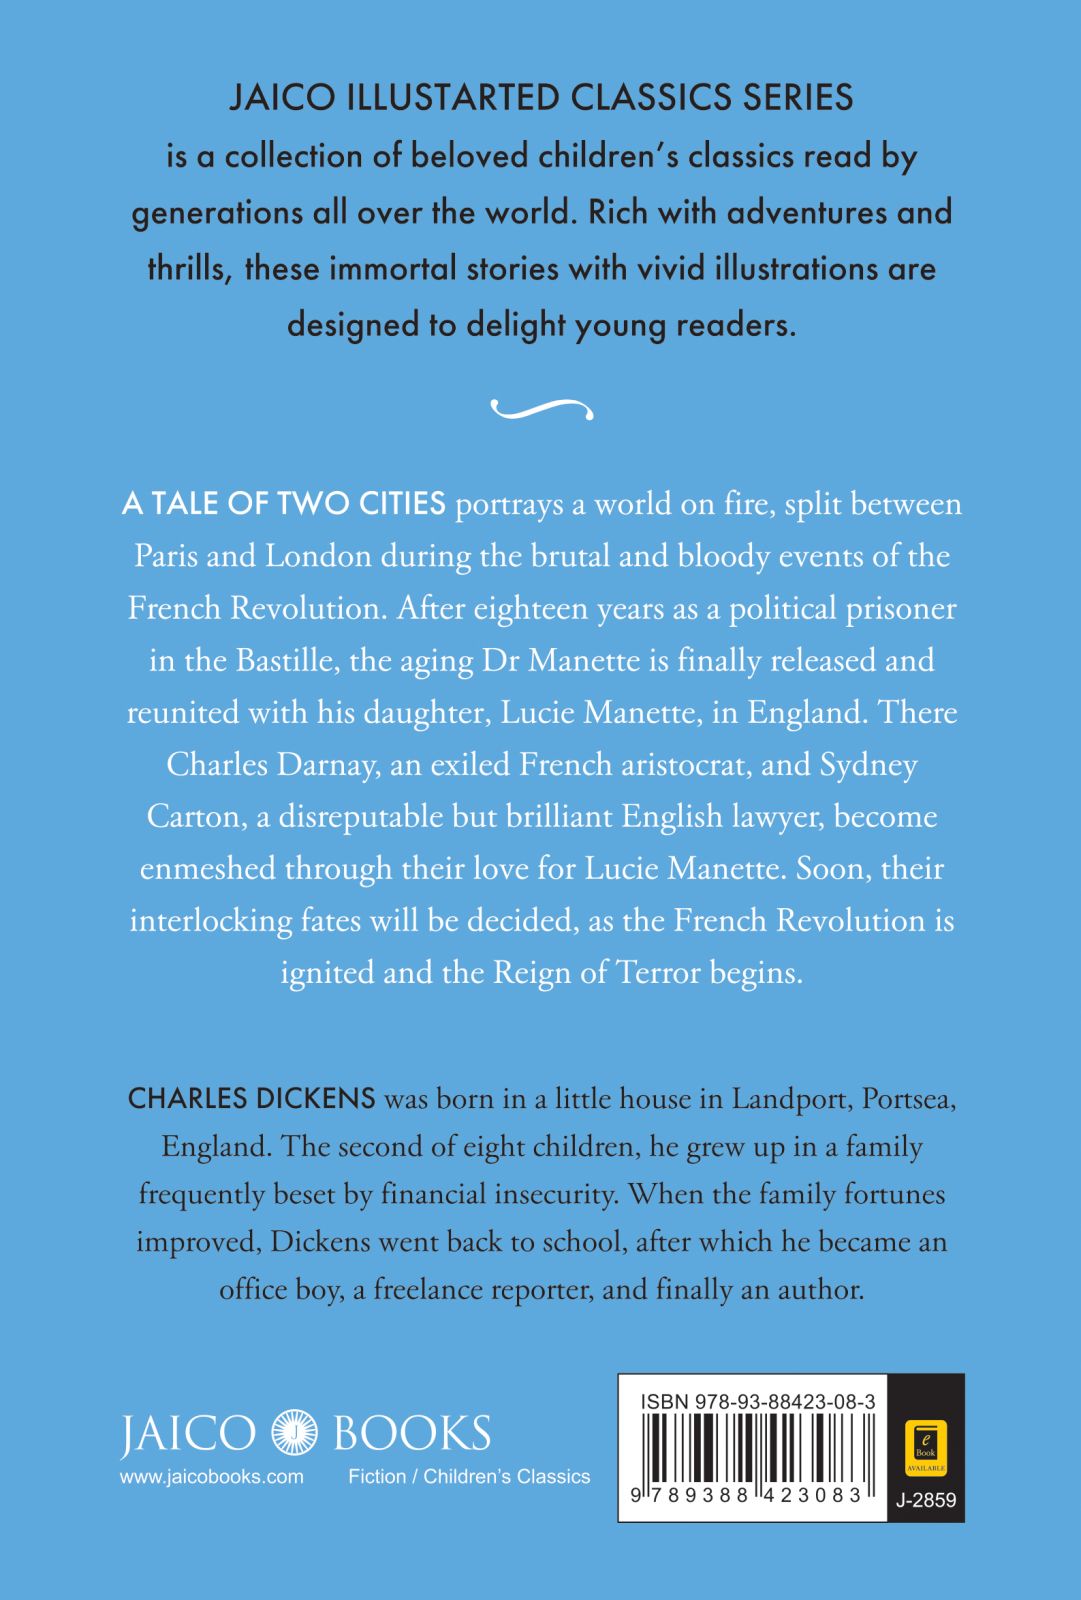 JAICO ILLUSTARTED CLASSICS SERIES
is a collection of beloved children's classics read by
generations all over the world. Rich with adventures and
thrills, these immortal stories with vivid illustrations are
designed to delight young readers.
A TALE OF TWO CITIES portrays a world on fire, split between
Paris and London during the brutal and bloody events of the
French Revolution. After eighteen years as a political prisoner
in the Bastille, the aging Dr Manette is finally released and
reunited with his daughter, Lucie Manette, in England. There
Charles Darnay, an exiled French aristocrat, and Sydney
Carton, a disreputable but brilliant English lawyer, become
enmeshed through their love for Lucie Manette. Soon, their
interlocking fates will be decided, as the French Revolution is
ignited and the Reign of Terror begins.
CHARLES DICKENS was born in a little house in Landport, Portsea,
England. The second of eight children, he grew up in a family
frequently beset by financial insecurity. When the family fortunes
improved, Dickens went back to school, after which he became an
office boy, a freelance reporter, and finally an author.
JAICO J BOOKS
www.jaicobooks.com Fiction / Children's Classics
ISBN 978-93-88423-08-3
9 789388 423083
e
Book
AVAILABLE
J-2859